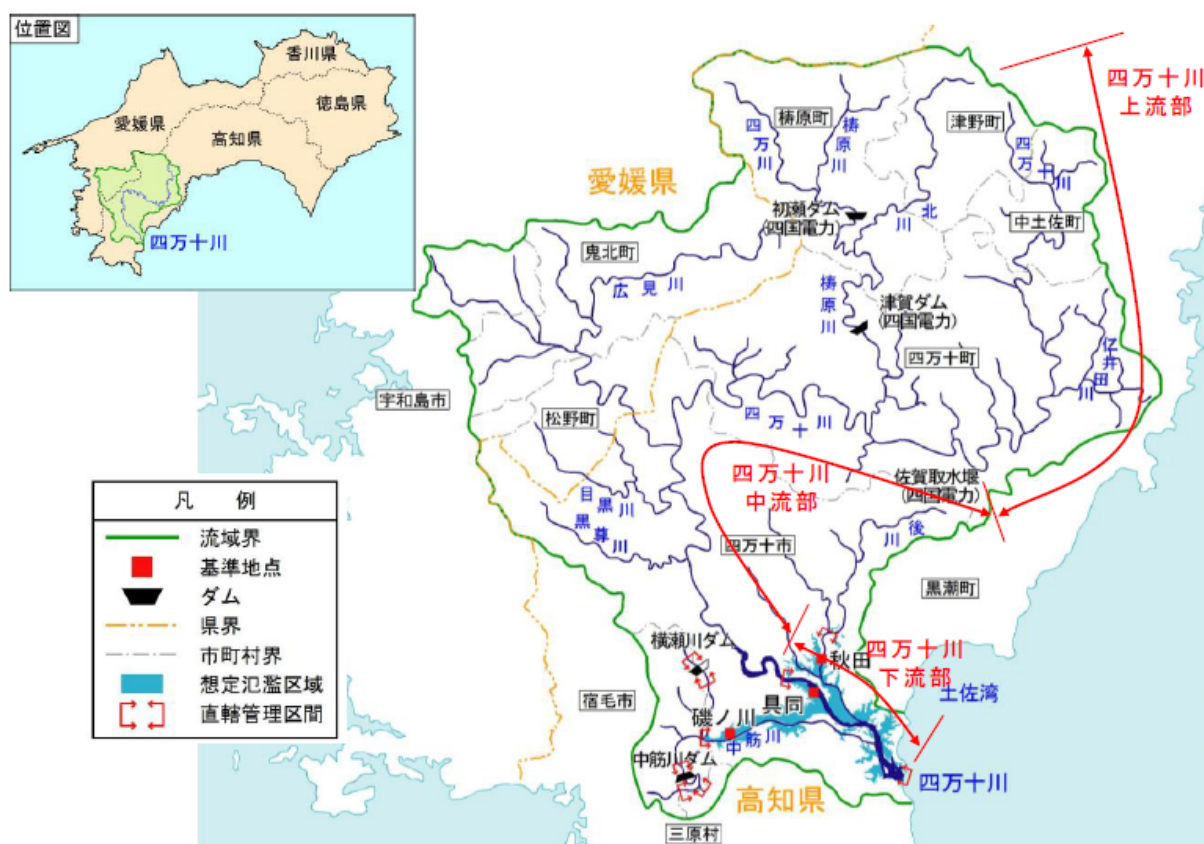 位置図
香川県
徳島県
愛媛県
高知県
四万十川
四万十川
上流部
梼原町
津野町
四万川
梼原川
四万十川
愛媛県
初瀬ダム
(四国電力)
北川
中土佐町
鬼北町
広見川
梼原川
津賀ダム
(四国電力)
四万十町
仁井田川
宇和島市
松野町
四万十川
四万十川
中流部
佐賀取水堰
(四国電力)
目黒川
黒尊川
四万十市
後川
黒潮町
凡 例
流域界
基準地点
ダム
県界
市町村界
想定氾濫区域
直轄管理区間
横瀬川ダム
秋田
四万十川
下流部
土佐湾
宿毛市
具同
磯ノ川
中筋川
中筋川ダム
四万十川
高知県
三原村